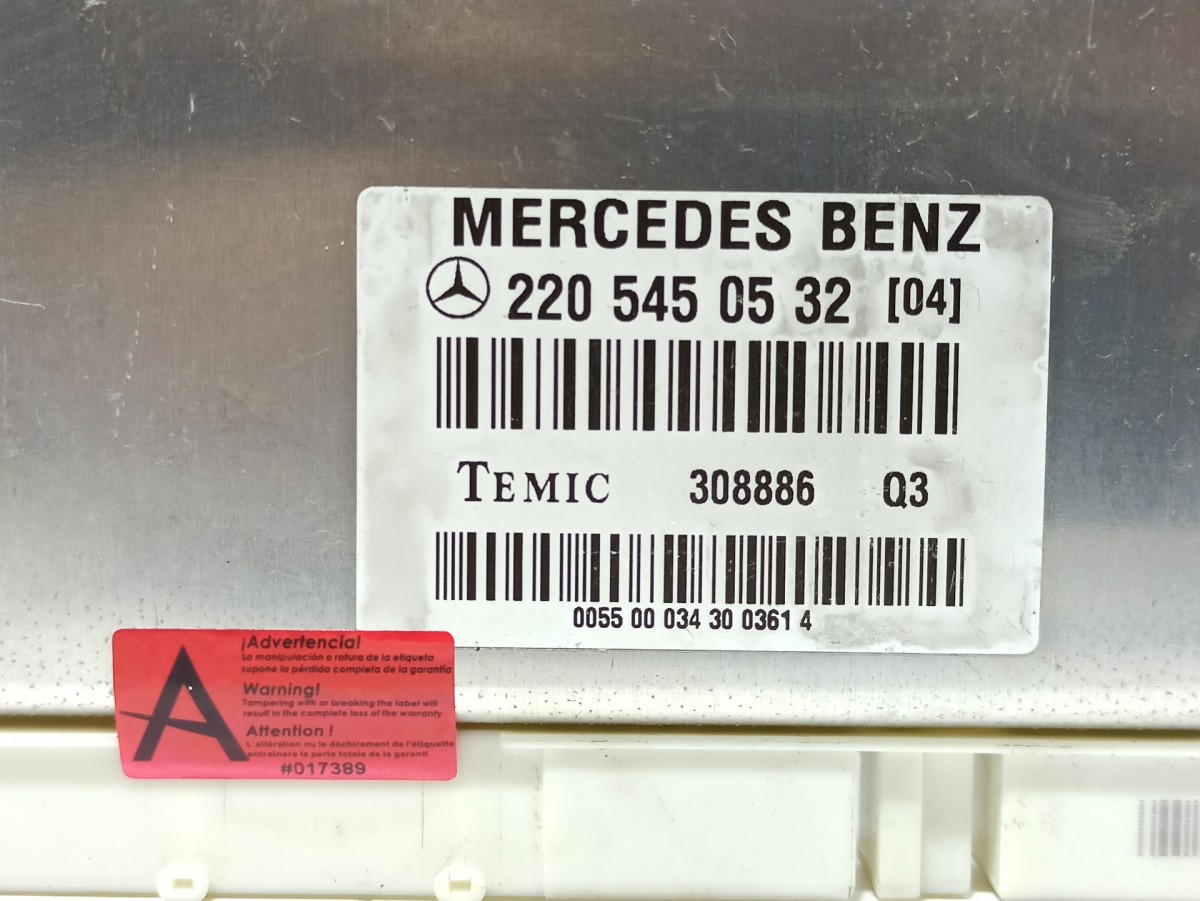 MERCEDES BENZ
220 545 05 32 [04]
TEMIC 308886 Q3
0055 00 034 30 0361 4
A
¡Advertencia!
La manipulación o rotura de la etiqueta
supone la pérdida completa de la garantía
Warning!
Tampering with or breaking the label will
result in the complete loss of the warranty
Attention !
L'altération ou le déchirement de l'étiquette
entraînera la perte totale de la garanti
#017389